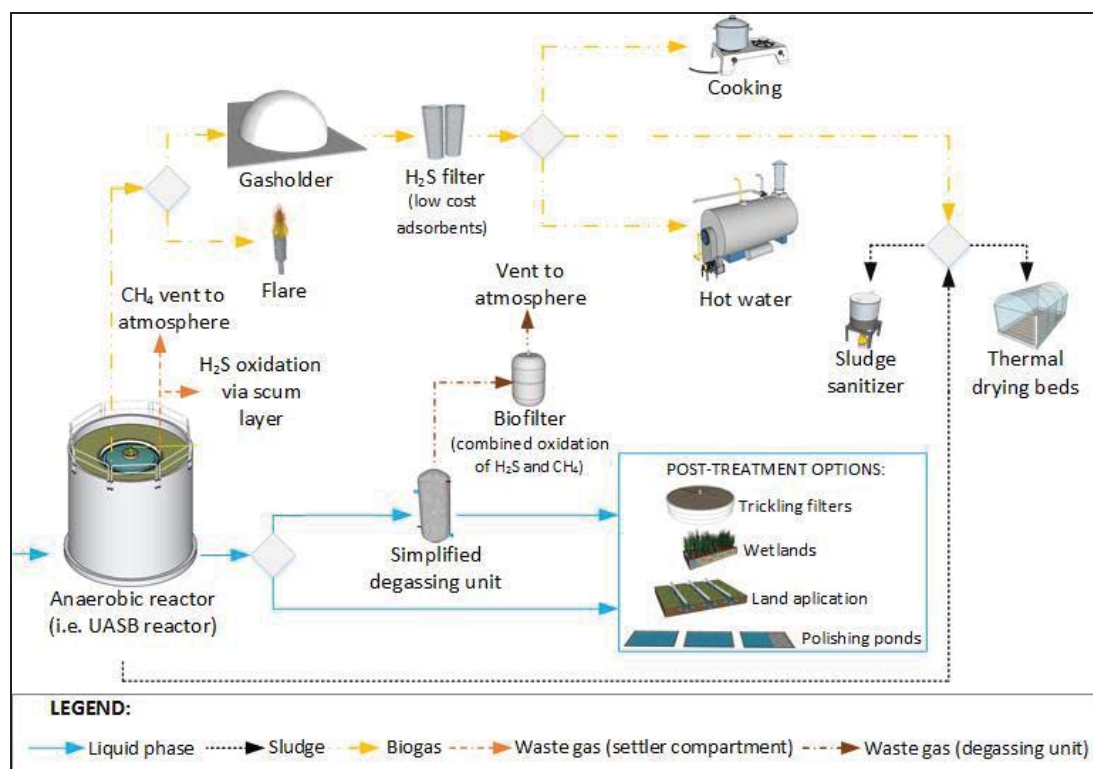 Cooking
Gasholder
H₂S filter
(low cost
adsorbents)
Flare
Hot water
CH₄ vent to
atmosphere
Vent to
atmosphere
Sludge
sanitizer
Thermal
drying beds
H₂S oxidation
via scum
layer
Biofilter
(combined oxidation
of H₂S and CH₄)
POST-TREATMENT OPTIONS:
Trickling filters
Wetlands
Land aplication
Polishing ponds
Simplified
degassing unit
Anaerobic reactor
(i.e. UASB reactor)
LEGEND:
Liquid phase
Sludge
Biogas
Waste gas (settler compartment)
Waste gas (degassing unit)